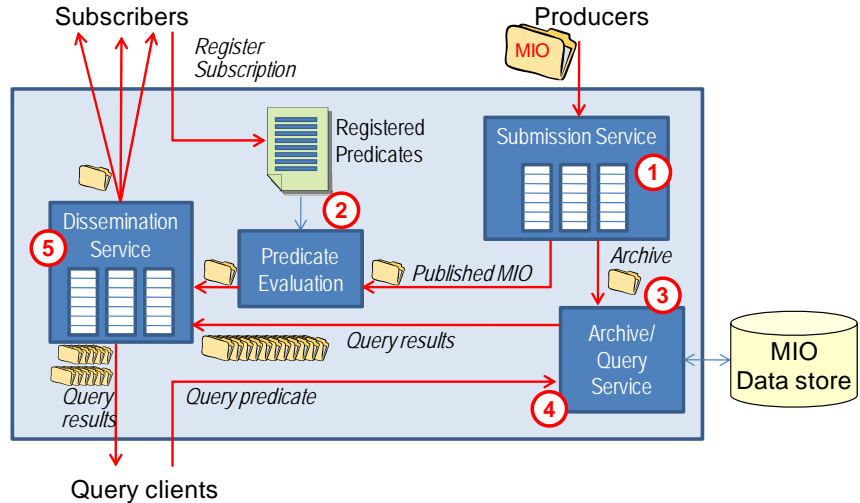 Subscribers
Producers
Register
Subscription
MIO
Registered
Predicates
Submission Service
1
2
Dissemination
Service
5
Predicate
Evaluation
Published MIO
Archive
3
Query results
Archive/
Query
Service
MIO
Data store
Query
results
Query predicate
4
Query clients